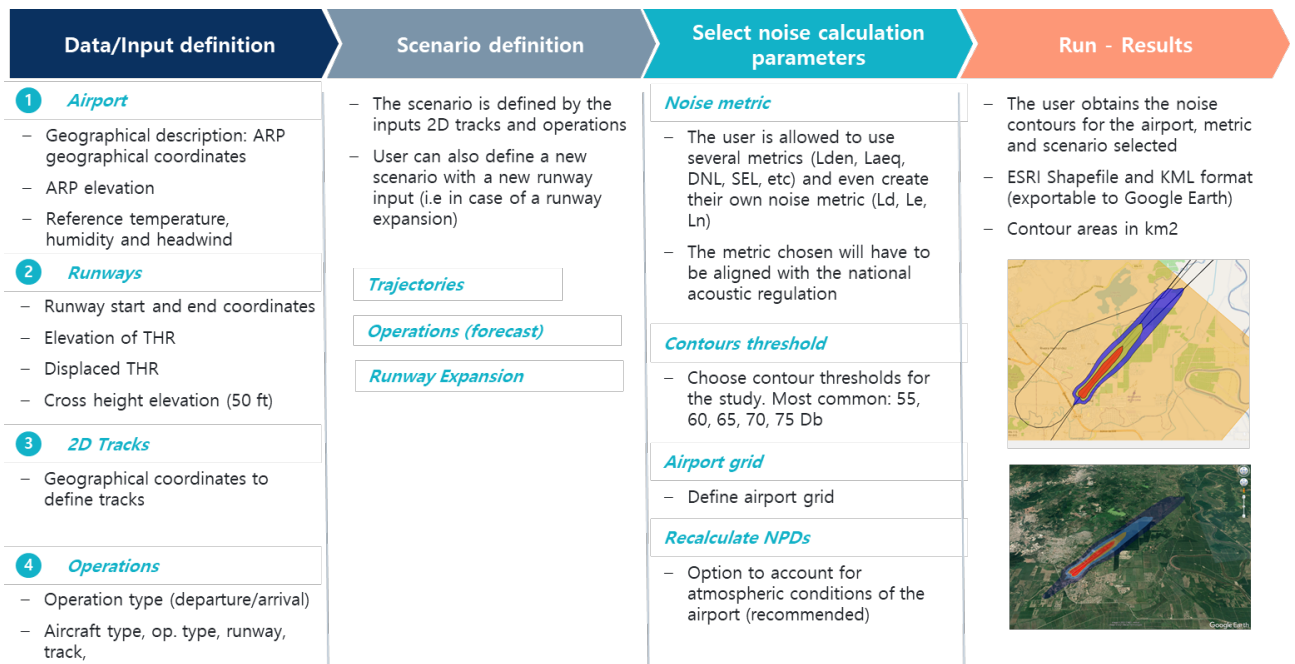 Data/Input definition
Scenario definition
Select noise calculation
parameters
Run - Results
1 Airport
– Geographical description: ARP
geographical coordinates
– ARP elevation
– Reference temperature,
humidity and headwind
2 Runways
– Runway start and end coordinates
– Elevation of THR
– Displaced THR
– Cross height elevation (50 ft)
3 2D Tracks
– Geographical coordinates to
define tracks
4 Operations
– Operation type (departure/arrival)
– Aircraft type, op. type, runway,
track,
– The scenario is defined by the
inputs 2D tracks and operations
– User can also define a new
scenario with a new runway
input (i.e in case of a runway
expansion)
Trajectories
Operations (forecast)
Runway Expansion
Noise metric
– The user is allowed to use
several metrics (Lden, Laeq,
DNL, SEL, etc) and even create
their own noise metric (Ld, Le,
Ln)
– The metric chosen will have to
be aligned with the national
acoustic regulation
Contours threshold
– Choose contour thresholds for
the study. Most common: 55,
60, 65, 70, 75 Db
Airport grid
– Define airport grid
Recalculate NPDs
– Option to account for
atmospheric conditions of the
airport (recommended)
– The user obtains the noise
contours for the airport, metric
and scenario selected
– ESRI Shapefile and KML format
(exportable to Google Earth)
– Contour areas in km2
Google Earth